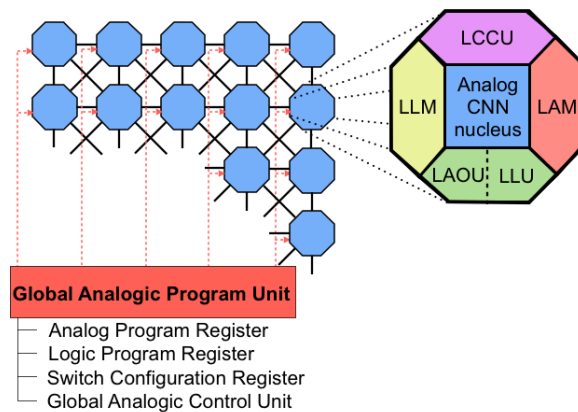 LCCU
LLM
Analog
CNN
nucleus
LAM
LAOU
LLU
Global Analogic Program Unit
Analog Program Register
Logic Program Register
Switch Configuration Register
Global Analogic Control Unit